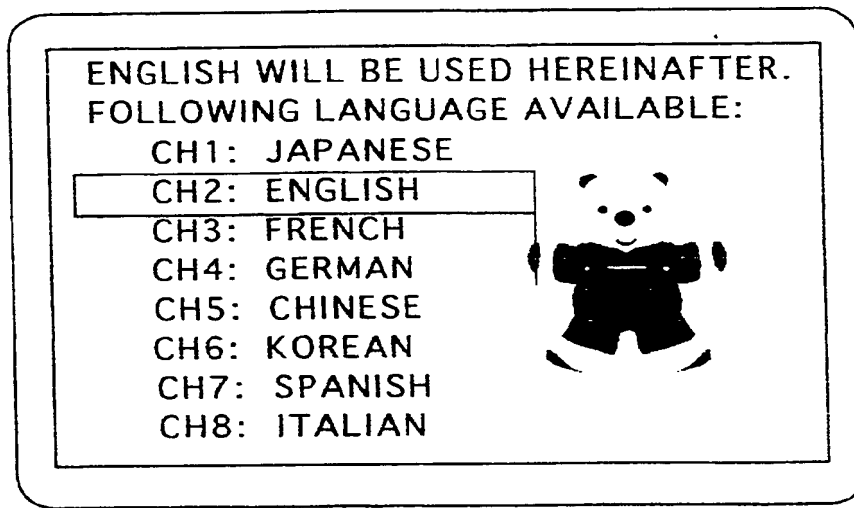 ENGLISH WILL BE USED HEREINAFTER.
FOLLOWING LANGUAGE AVAILABLE:
CH1: JAPANESE
CH2: ENGLISH
CH3: FRENCH
CH4: GERMAN
CH5: CHINESE
CH6: KOREAN
CH7: SPANISH
CH8: ITALIAN